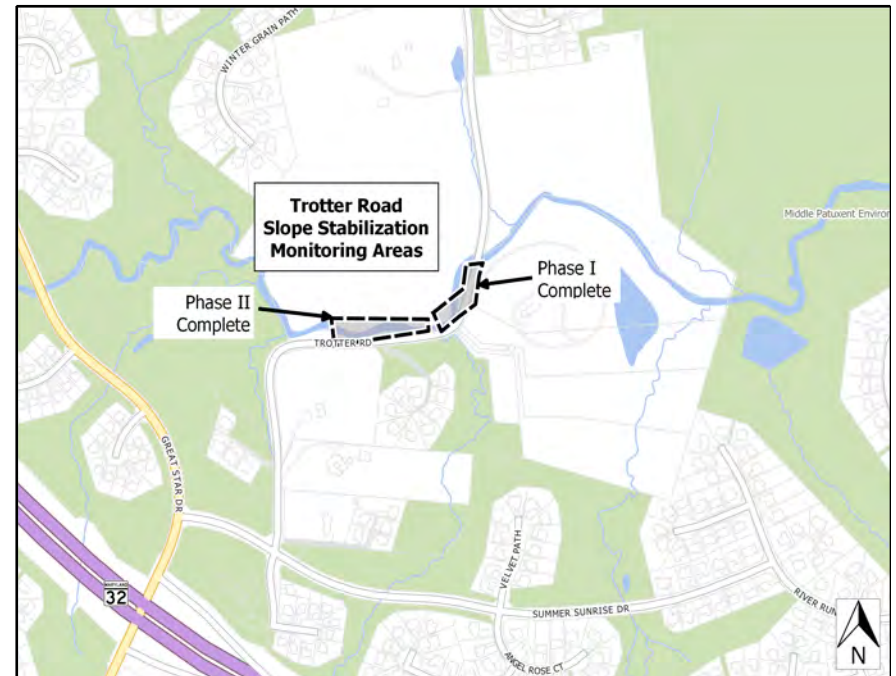 WINTER GRAIN PATH
Trotter Road
Slope Stabilization
Monitoring Areas
Middle Patuxent Environ
Phase I
Complete
Phase II
Complete
TROTTER RD
GREAT STAR DR
MARYLAND
32
VELVET PATH
SUMMER SUNRISE DR
RIVER RUN
ANGEL ROSE CT
N